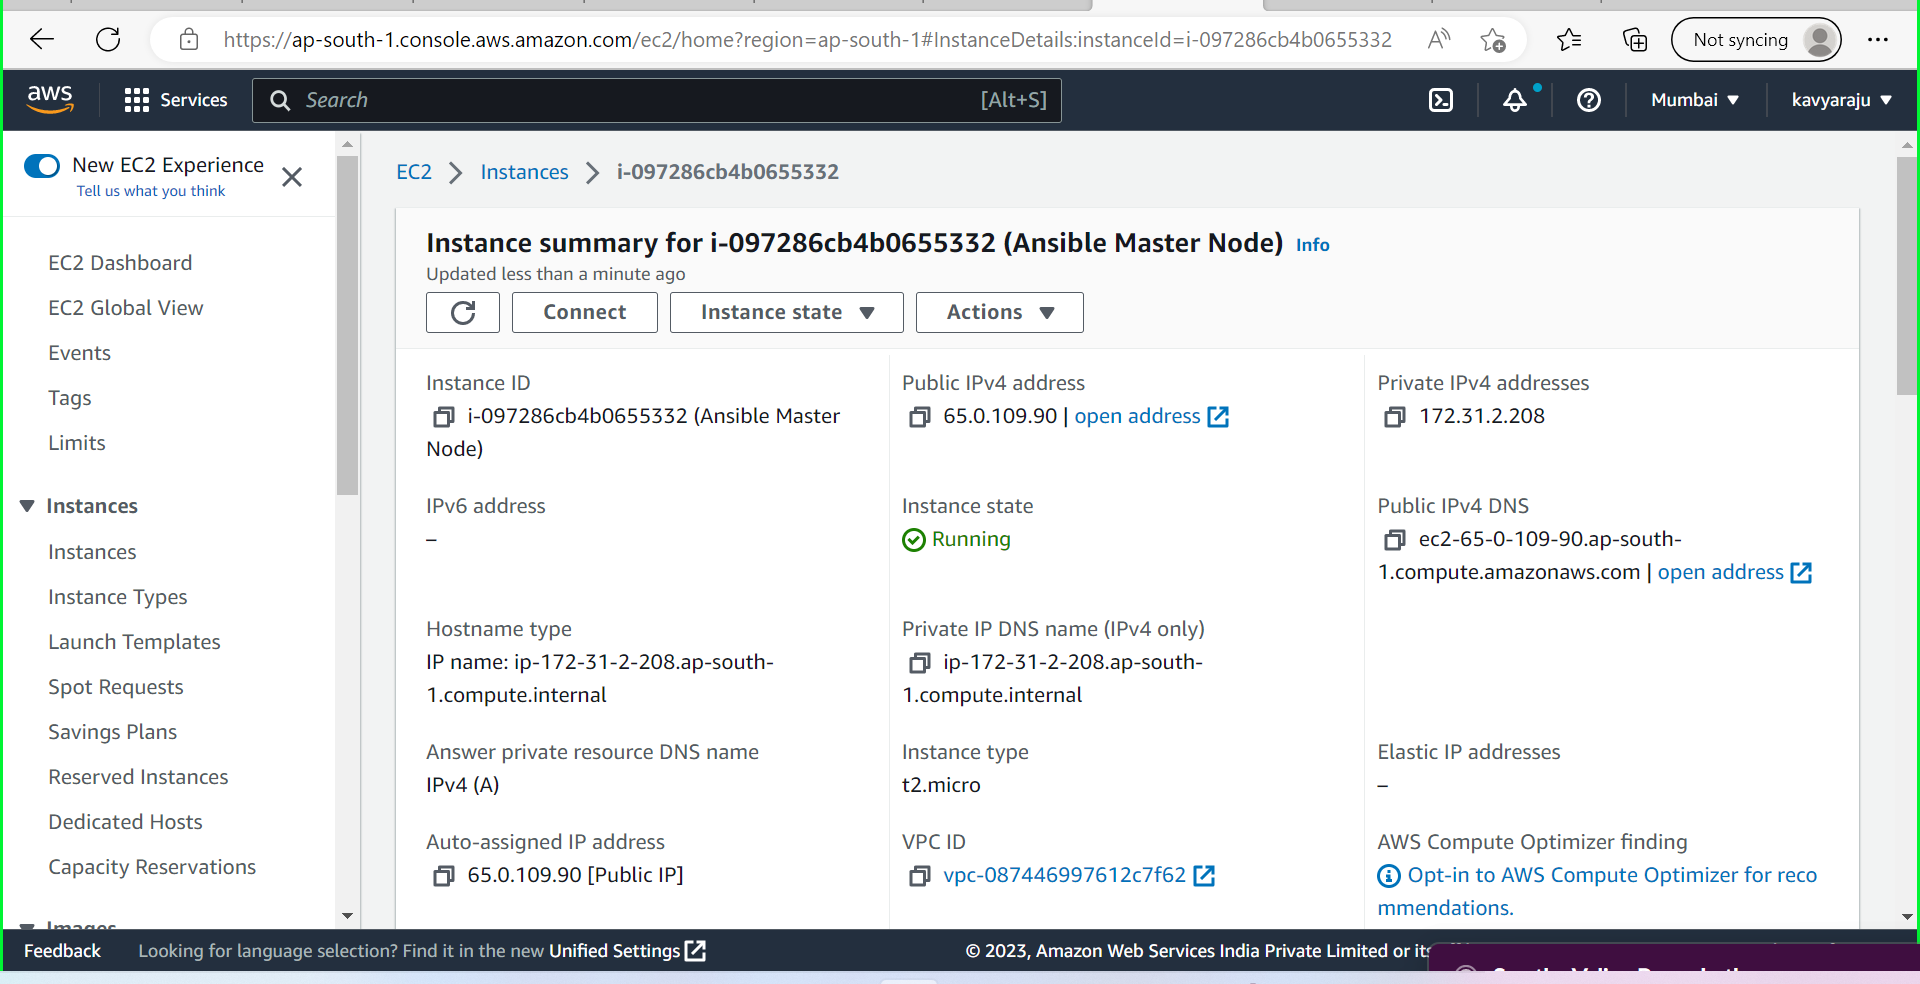 https://ap-south-1.console.aws.amazon.com/ec2/home?region=ap-south-1#InstanceDetails:instanceId=i-097286cb4b0655332
Not syncing
aws
Services
Search
[Alt+S]
Mumbai
kavyaraju
New EC2 Experience
Tell us what you think
EC2 Dashboard
EC2 Global View
Events
Tags
Limits
Instances
Instances
Instance Types
Launch Templates
Spot Requests
Savings Plans
Reserved Instances
Dedicated Hosts
Capacity Reservations
Images
EC2 > Instances > i-097286cb4b0655332
Instance summary for i-097286cb4b0655332 (Ansible Master Node) Info
Updated less than a minute ago
Connect
Instance state
Actions
Instance ID
i-097286cb4b0655332 (Ansible Master
Node)
Public IPv4 address
65.0.109.90 | open address
Private IPv4 addresses
172.31.2.208
IPv6 address
–
Instance state
Running
Public IPv4 DNS
ec2-65-0-109-90.ap-south-
1.compute.amazonaws.com | open address
Hostname type
IP name: ip-172-31-2-208.ap-south-
1.compute.internal
Private IP DNS name (IPv4 only)
ip-172-31-2-208.ap-south-
1.compute.internal
Answer private resource DNS name
IPv4 (A)
Instance type
t2.micro
Elastic IP addresses
–
Auto-assigned IP address
65.0.109.90 [Public IP]
VPC ID
vpc-087446997612c7f62
AWS Compute Optimizer finding
Opt-in to AWS Compute Optimizer for reco
mmendations.
Feedback
Looking for language selection? Find it in the new Unified Settings
© 2023, Amazon Web Services India Private Limited or its